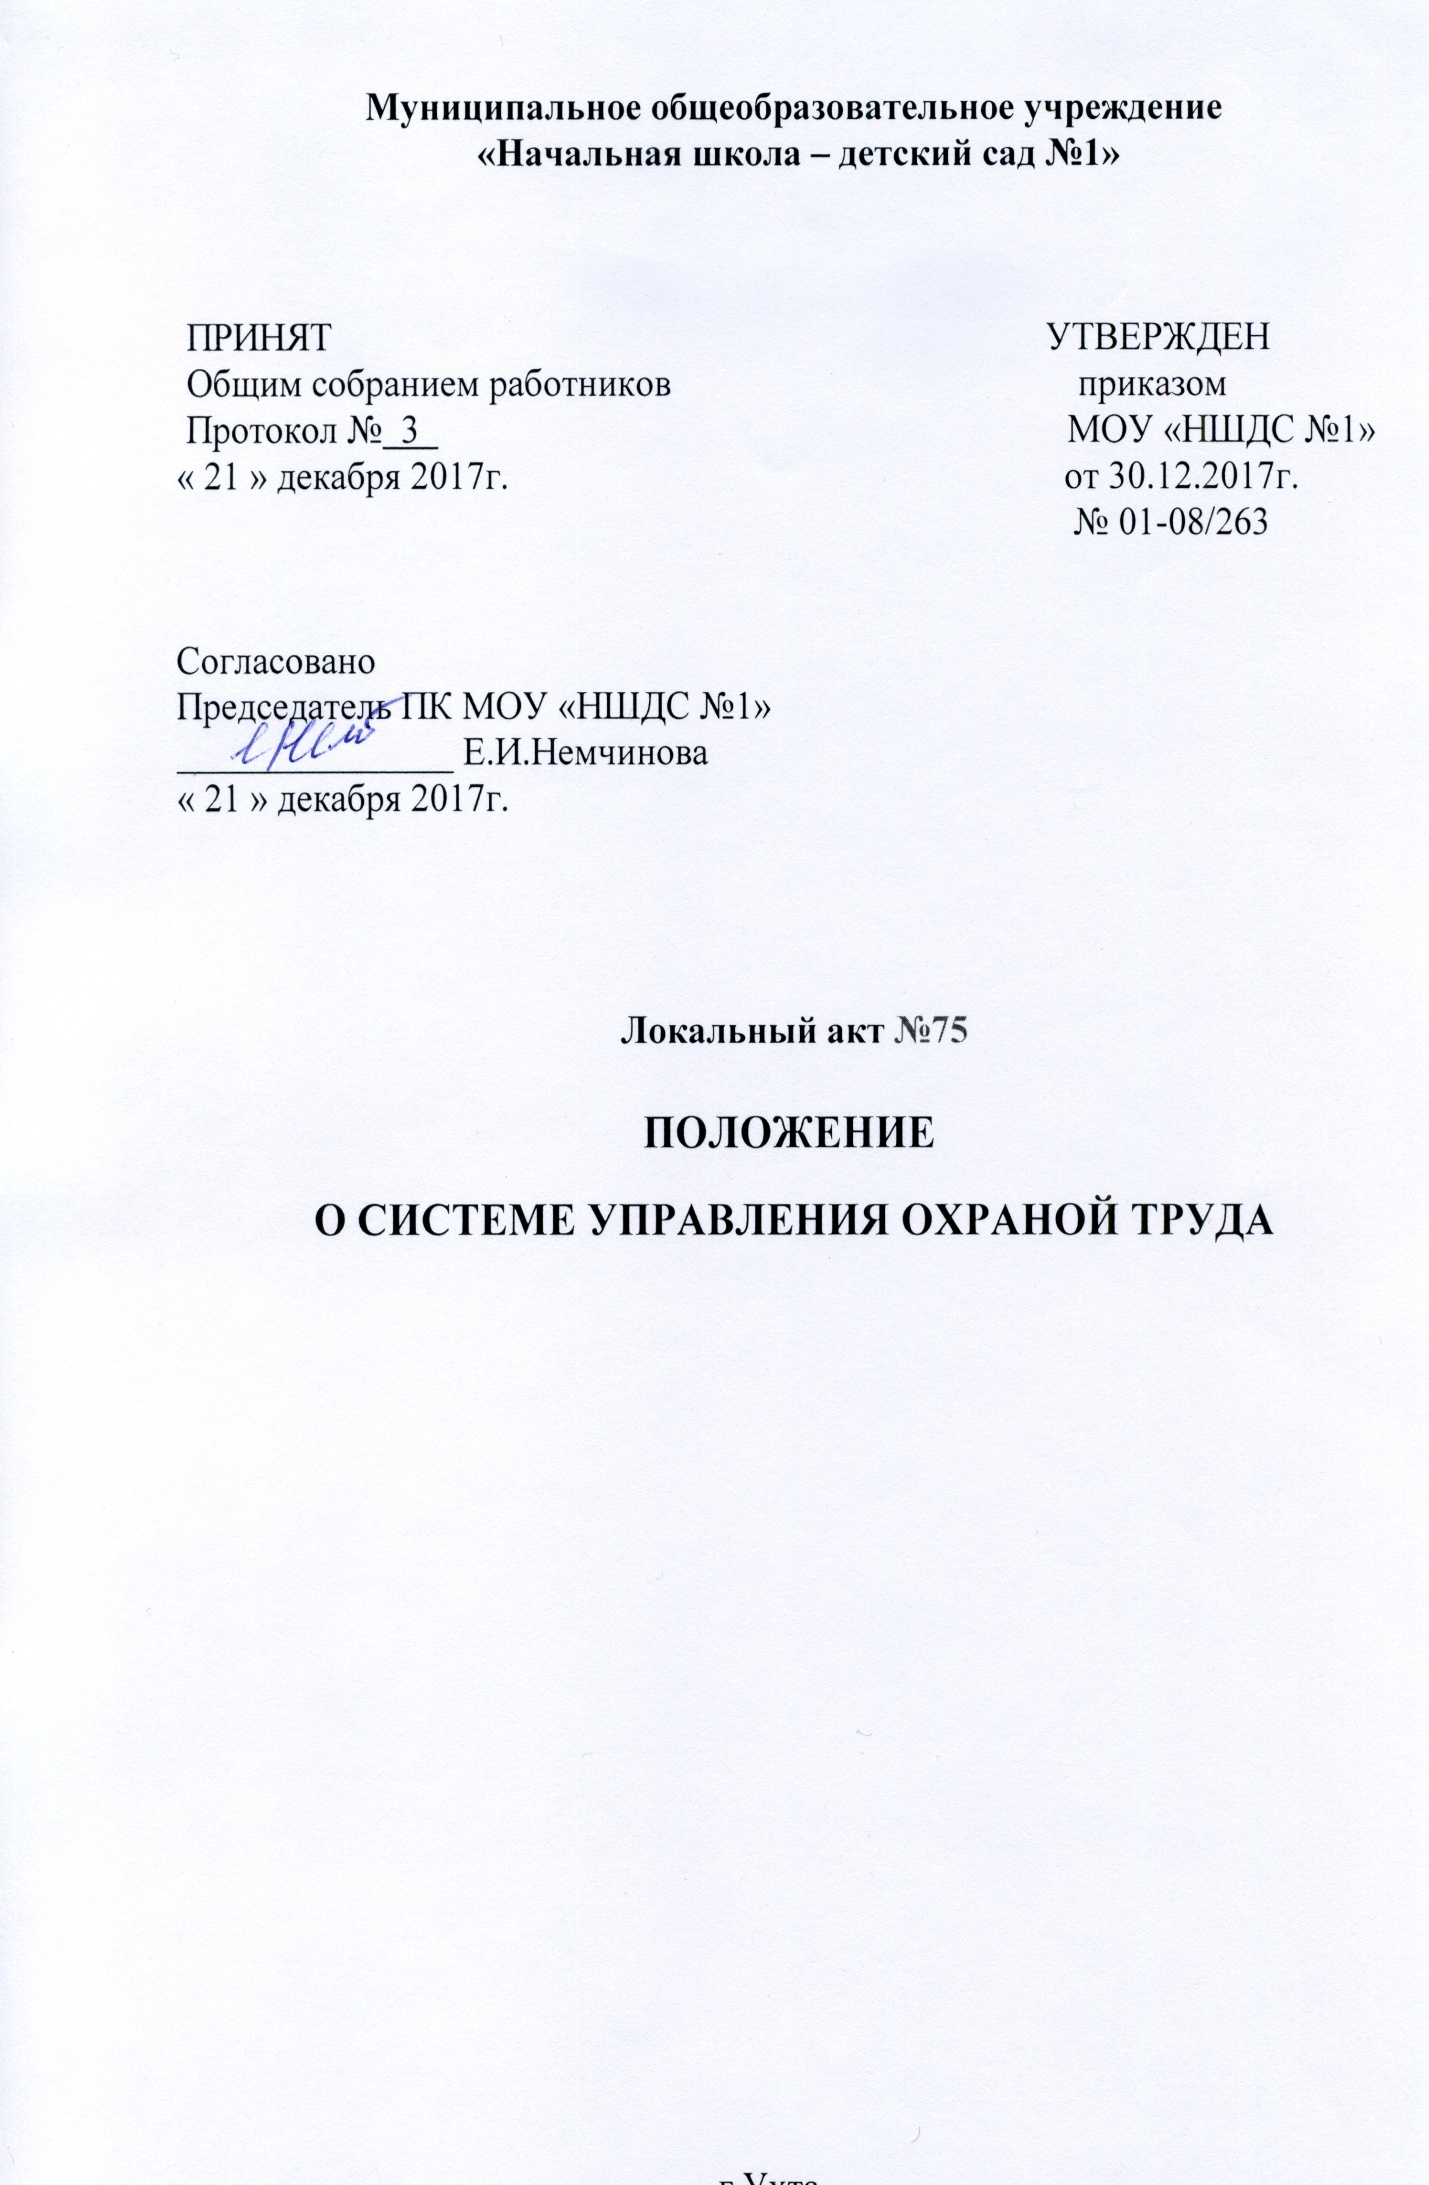 Муниципальное общеобразовательное учреждение
«Начальная школа – детский сад №1»
ПРИНЯТ
Общим собранием работников
Протокол № 3
« 21 » декабря 2017г.
УТВЕРЖДЕН
приказом
МОУ «НШДС №1»
от 30.12.2017г.
№ 01-08/263
Согласовано
Председатель ПК МОУ «НШДС №1»
Е.И.Немчинова
« 21 » декабря 2017г.
Локальный акт №75
ПОЛОЖЕНИЕ
О СИСТЕМЕ УПРАВЛЕНИЯ ОХРАНОЙ ТРУДА
г.Ухта